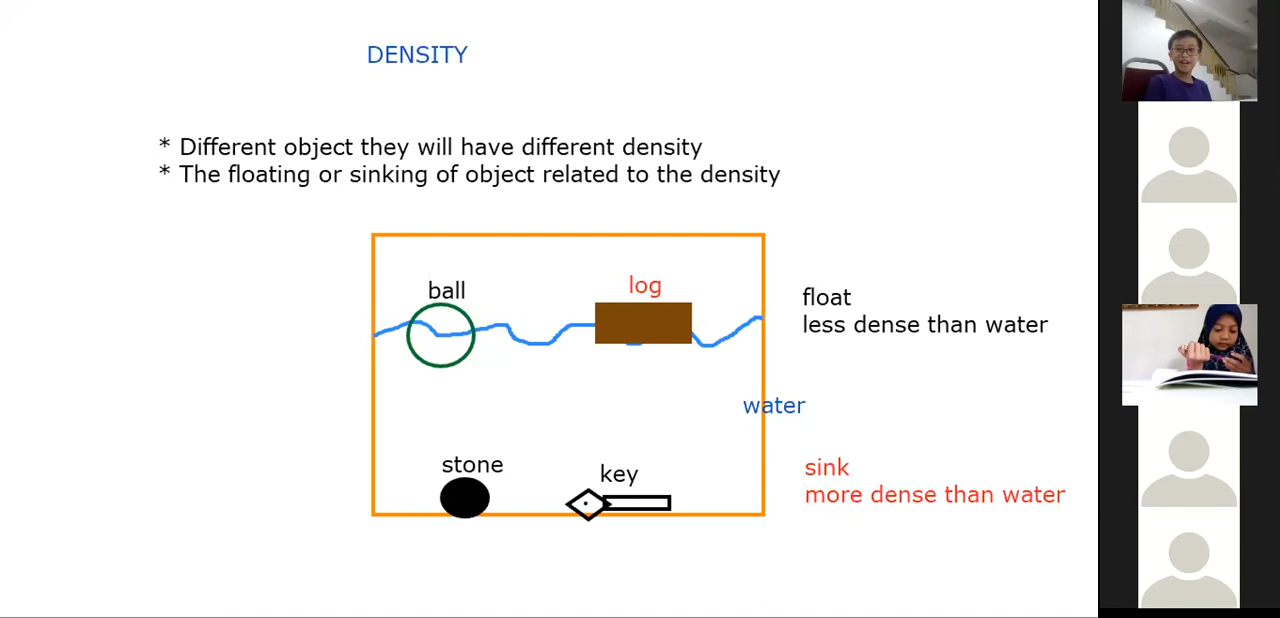 DENSITY
* Different object they will have different density
* The floating or sinking of object related to the density
ball
log
float
less dense than water
water
stone
key
sink
more dense than water